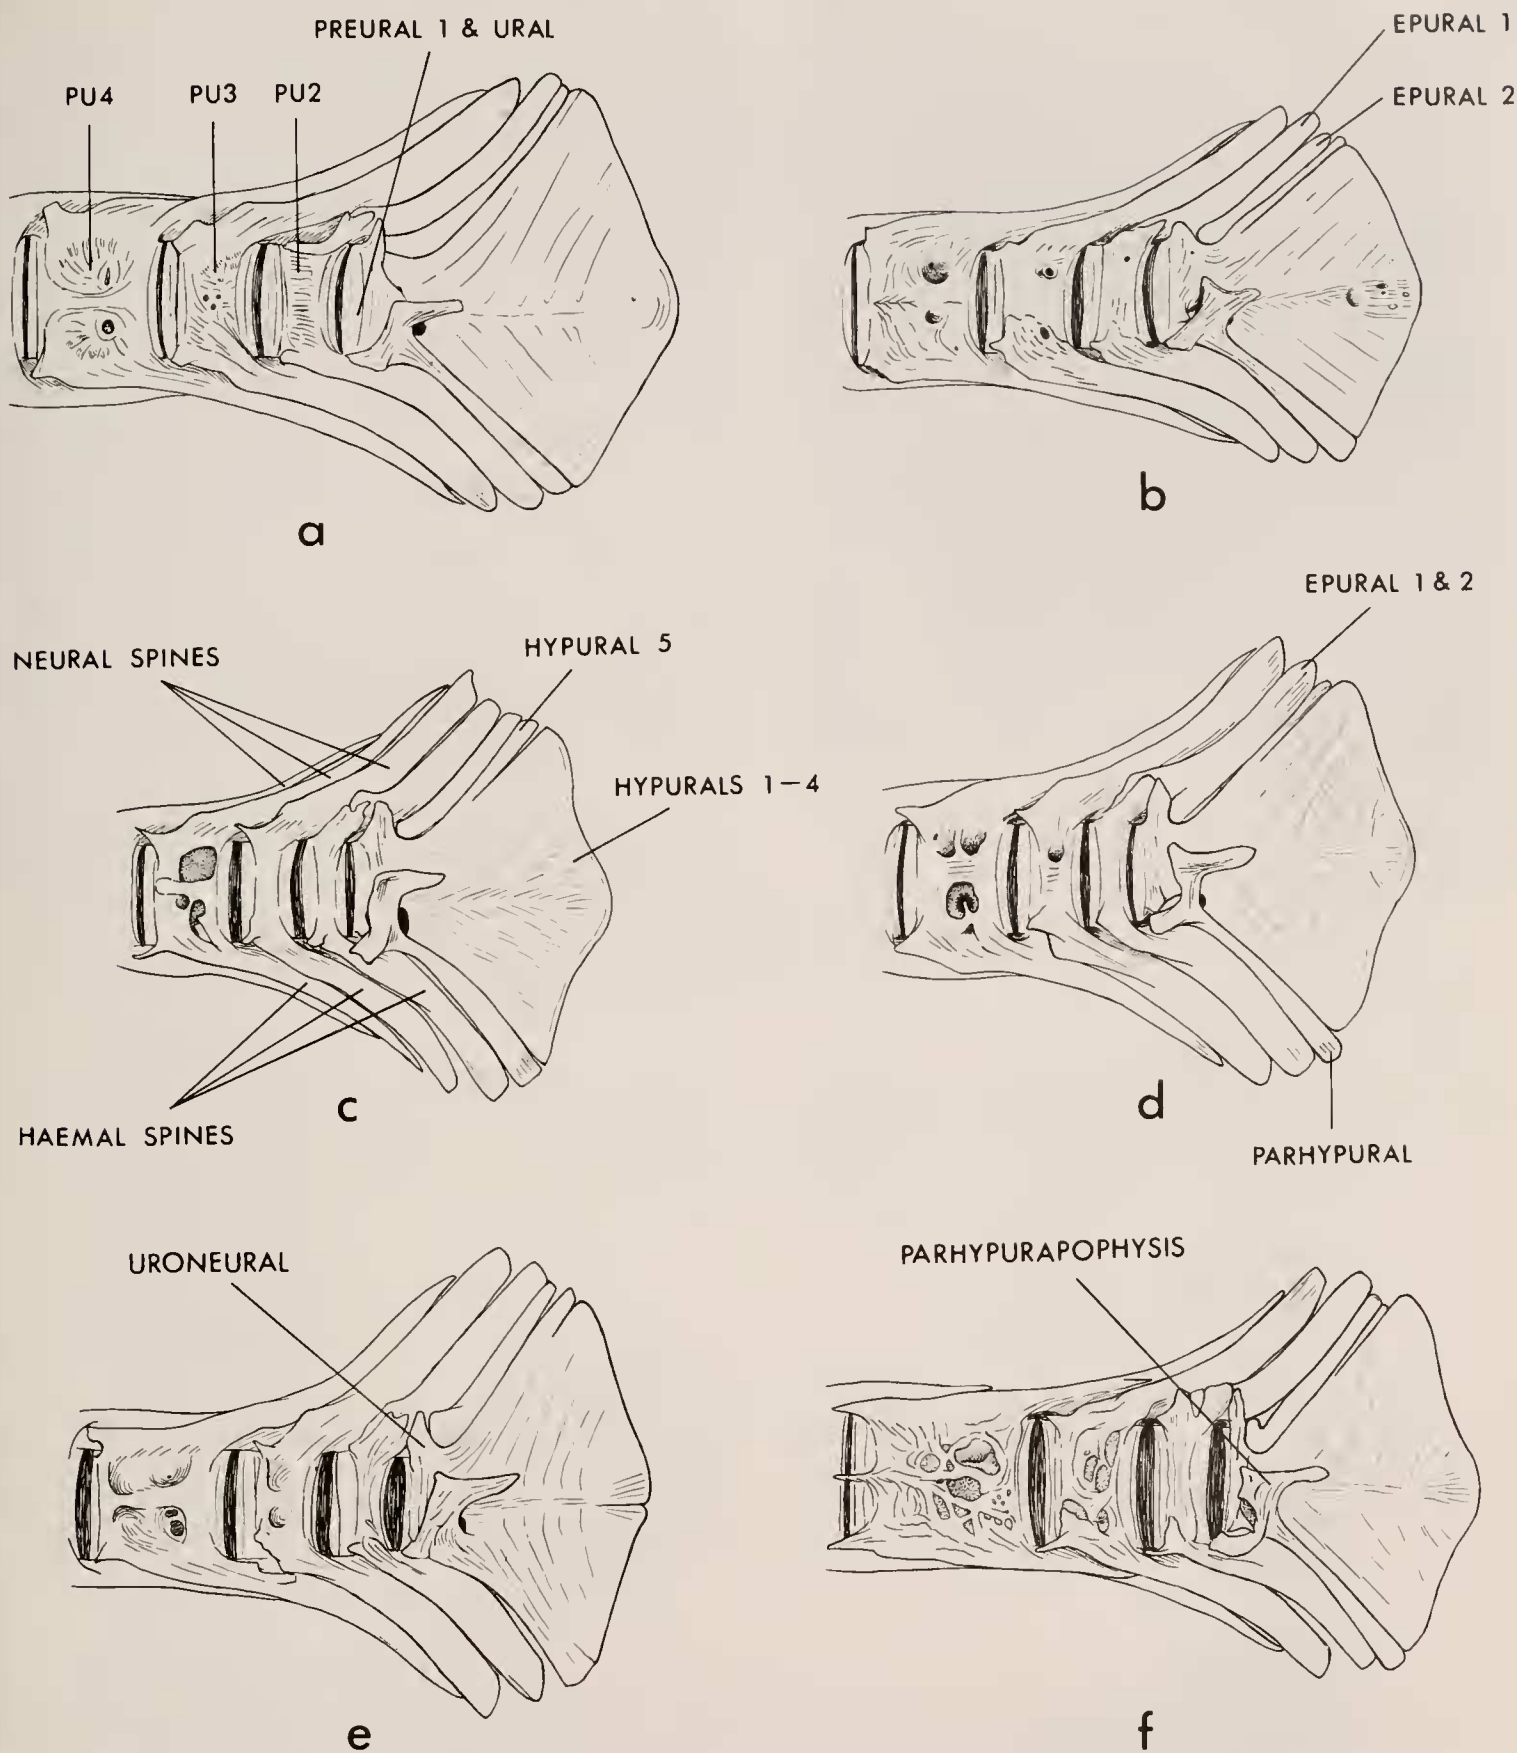 PREURAL 1 & URAL
PU4 PU3 PU2
EPURAL 1
EPURAL 2
a
b
NEURAL SPINES
HYPURAL 5
HYPURALS 1–4
HAEMAL SPINES
c
EPURAL 1 & 2
PARHYPURAL
d
URONEURAL
e
PARHYPURAPOPHYSIS
f